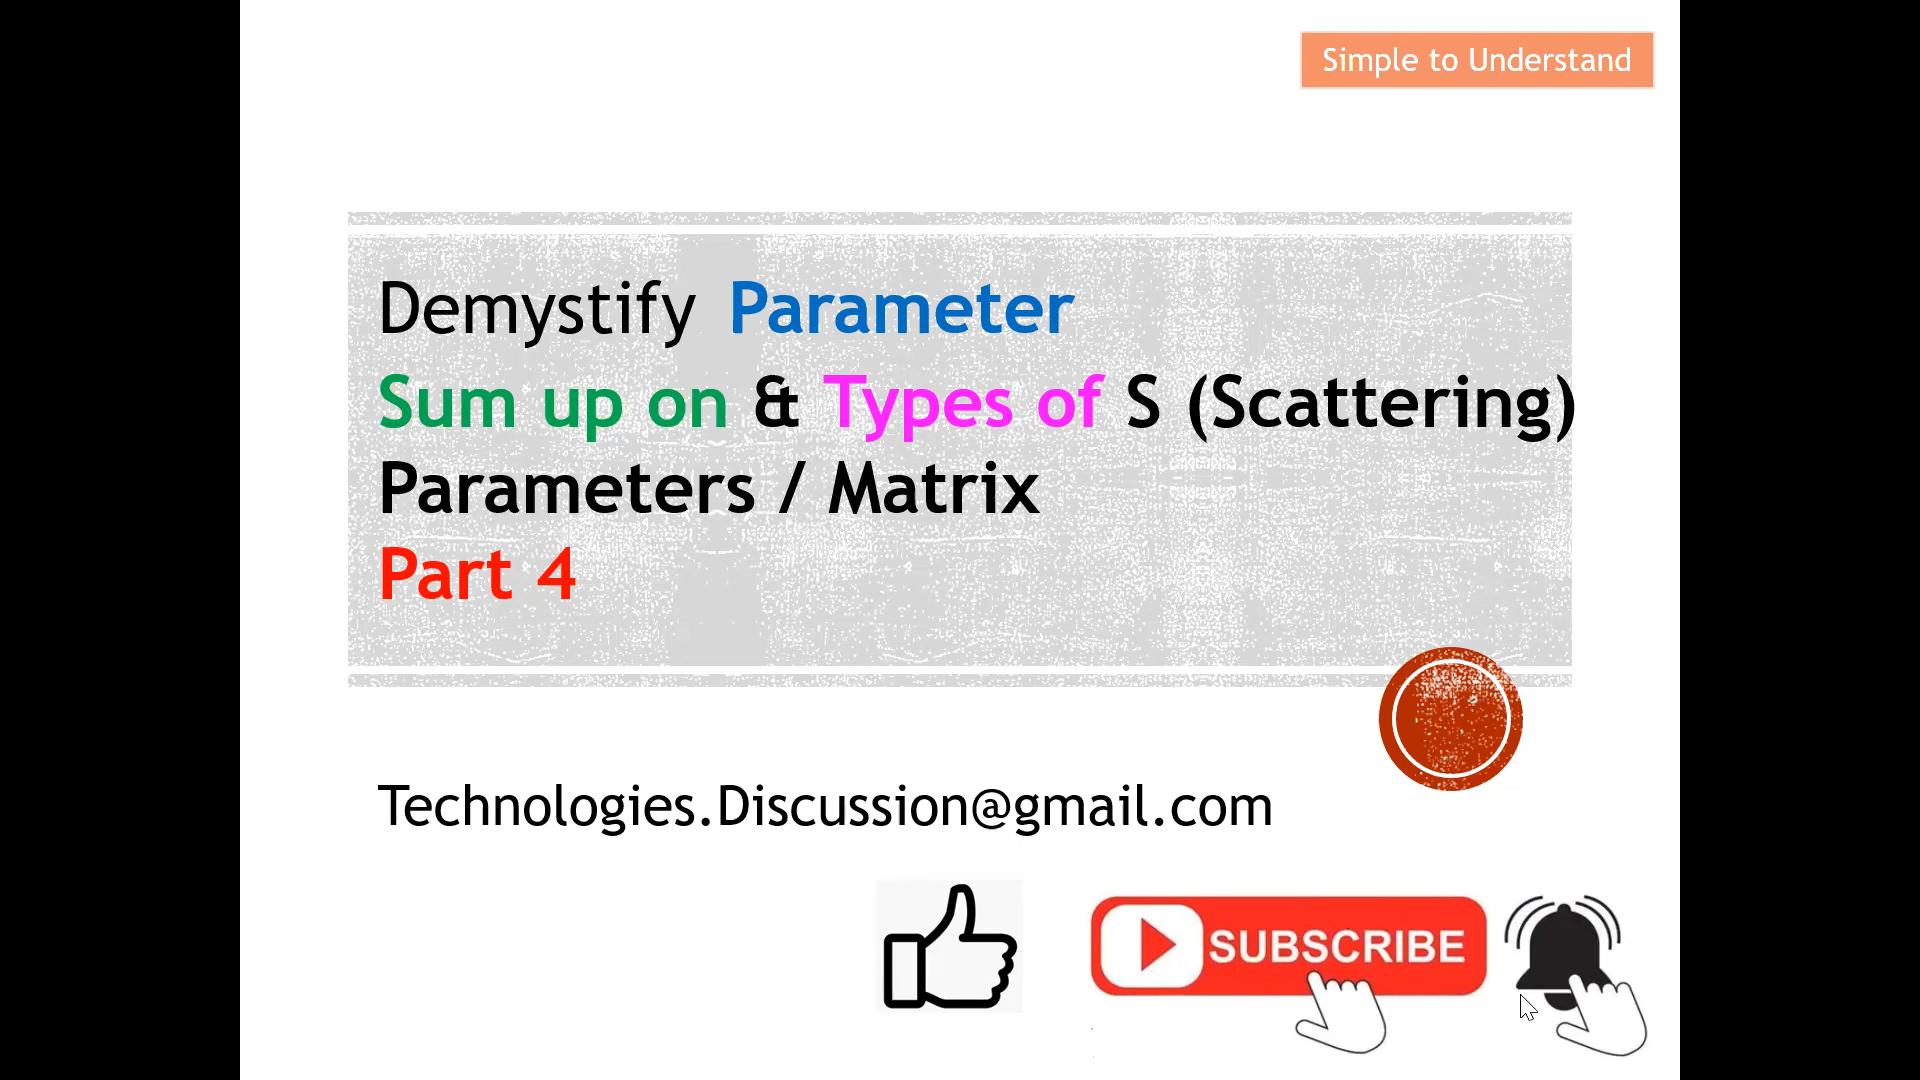 Simple to Understand
Demystify Parameter
Sum up on & Types of S (Scattering)
Parameters / Matrix
Part 4
Technologies.Discussion@gmail.com
SUBSCRIBE